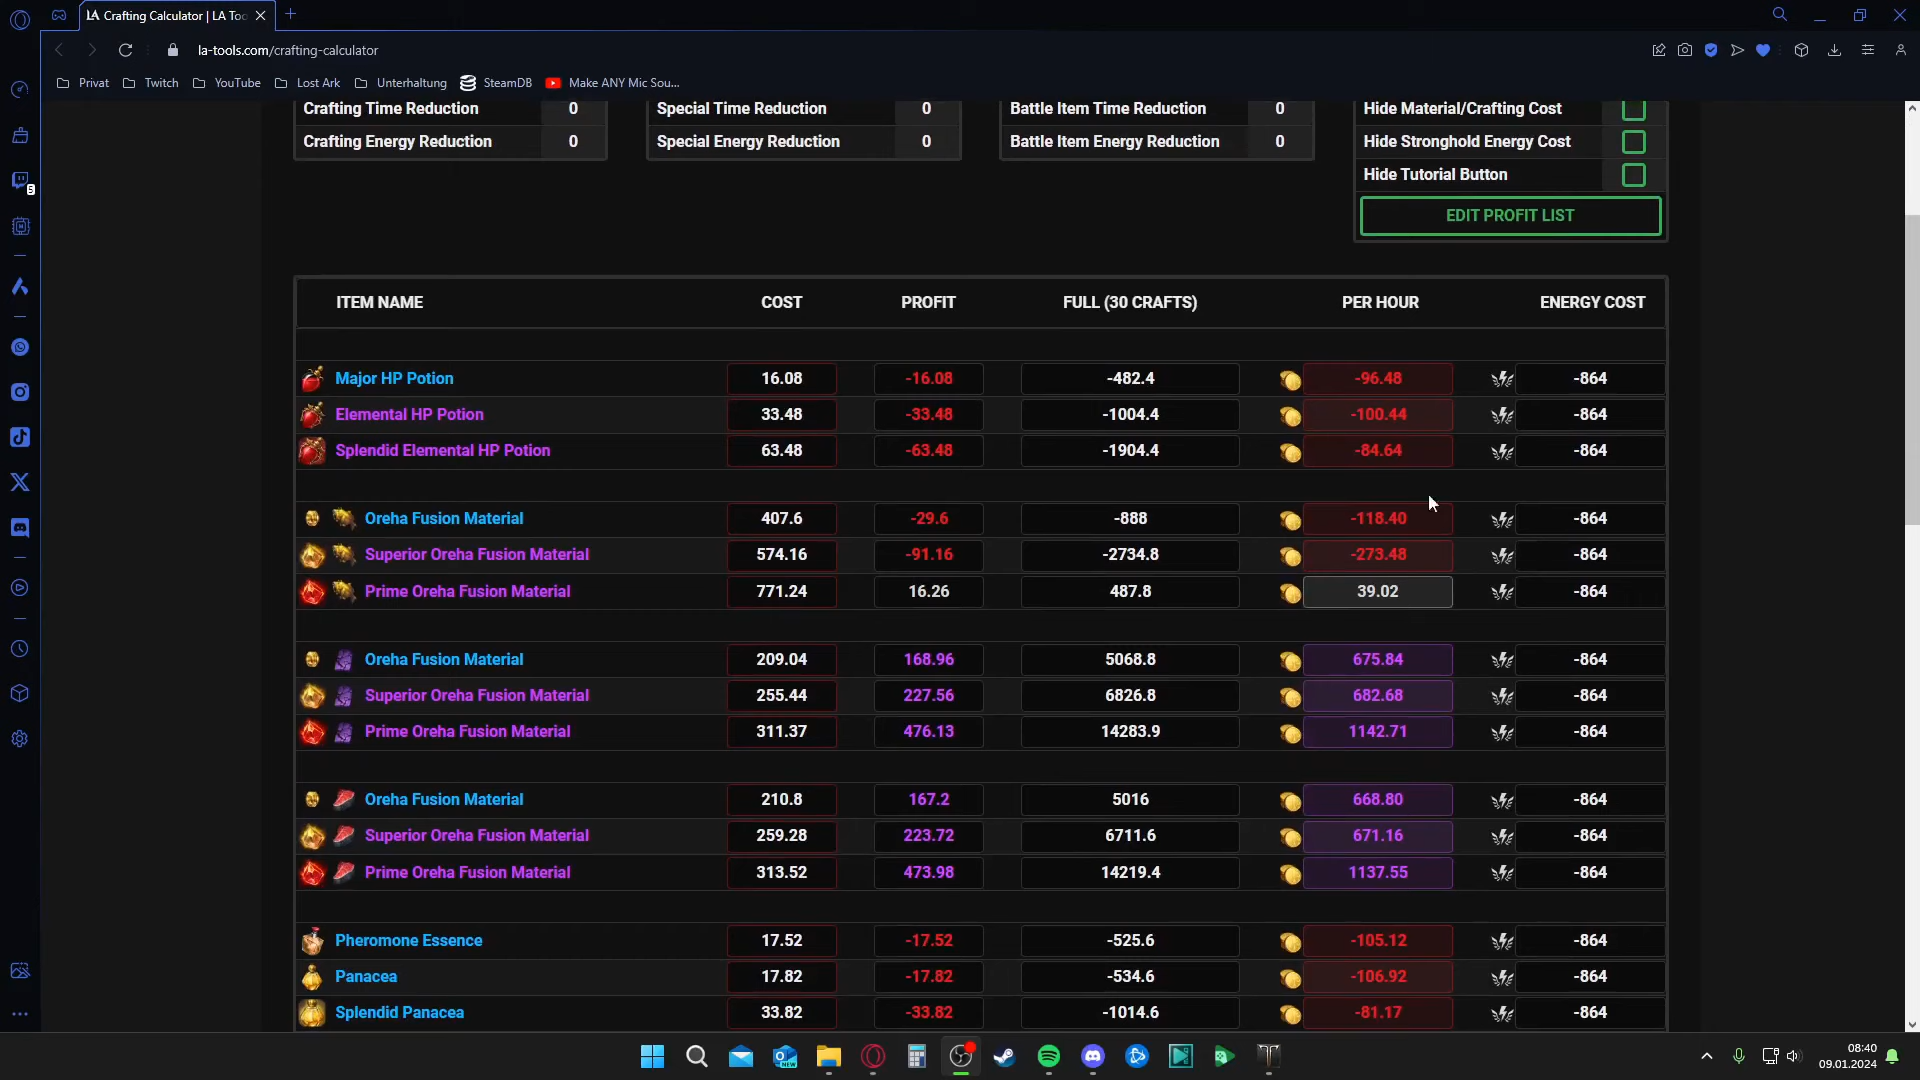 Crafting Calculator | LA Too
la-tools.com/crafting-calculator
Privat Twitch YouTube Lost Ark Unterhaltung SteamDB Make ANY Mic Sou...
Crafting Time Reduction 0 Special Time Reduction 0 Battle Item Time Reduction 0 Hide Material/Crafting Cost
Crafting Energy Reduction 0 Special Energy Reduction 0 Battle Item Energy Reduction 0 Hide Stronghold Energy Cost
Hide Tutorial Button
EDIT PROFIT LIST
ITEM NAME COST PROFIT FULL (30 CRAFTS) PER HOUR ENERGY COST
Major HP Potion 16.08 -16.08 -482.4 -96.48 -864
Elemental HP Potion 33.48 -33.48 -1004.4 -100.44 -864
Splendid Elemental HP Potion 63.48 -63.48 -1904.4 -84.64 -864
Oreha Fusion Material 407.6 -29.6 -888 -118.40 -864
Superior Oreha Fusion Material 574.16 -91.16 -2734.8 -273.48 -864
Prime Oreha Fusion Material 771.24 16.26 487.8 39.02 -864
Oreha Fusion Material 209.04 168.96 5068.8 675.84 -864
Superior Oreha Fusion Material 255.44 227.56 6826.8 682.68 -864
Prime Oreha Fusion Material 311.37 476.13 14283.9 1142.71 -864
Oreha Fusion Material 210.8 167.2 5016 668.80 -864
Superior Oreha Fusion Material 259.28 223.72 6711.6 671.16 -864
Prime Oreha Fusion Material 313.52 473.98 14219.4 1137.55 -864
Pheromone Essence 17.52 -17.52 -525.6 -105.12 -864
Panacea 17.82 -17.82 -534.6 -106.92 -864
Splendid Panacea 33.82 -33.82 -1014.6 -81.17 -864
5
NEW
08:40
09.01.2024